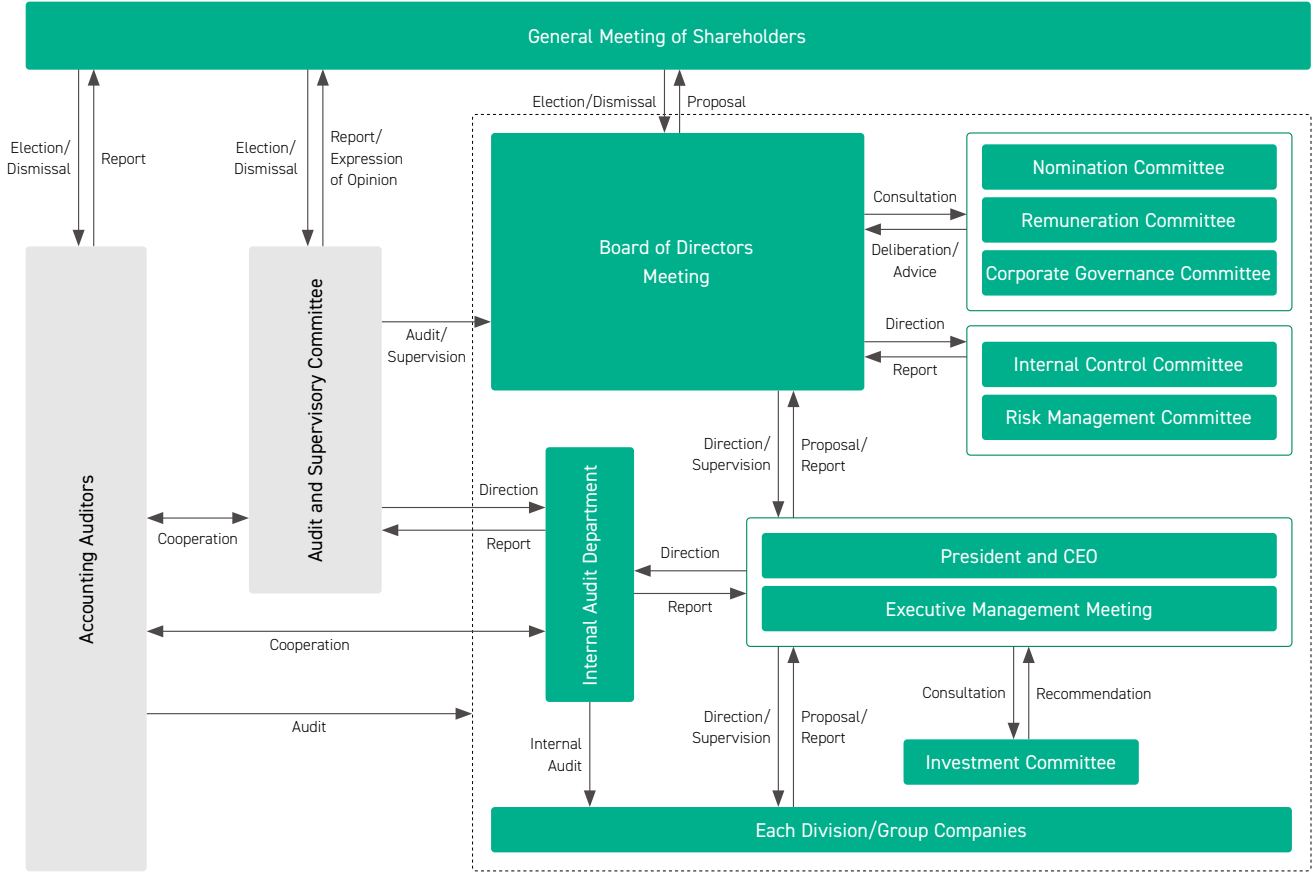 General Meeting of Shareholders
Election/
Dismissal
Report
Election/
Dismissal
Report/
Expression
of Opinion
Election/Dismissal
Proposal
Board of Directors
Meeting
Consultation
Deliberation/
Advice
Nomination Committee
Remuneration Committee
Corporate Governance Committee
Direction
Report
Internal Control Committee
Risk Management Committee
Audit/
Supervision
Accounting Auditors
Audit and Supervisory Committee
Cooperation
Direction
Report
Internal Audit Department
Direction/
Supervision
Proposal/
Report
Direction
Report
President and CEO
Executive Management Meeting
Cooperation
Audit
Internal
Audit
Direction/
Supervision
Proposal/
Report
Consultation
Recommendation
Investment Committee
Each Division/Group Companies